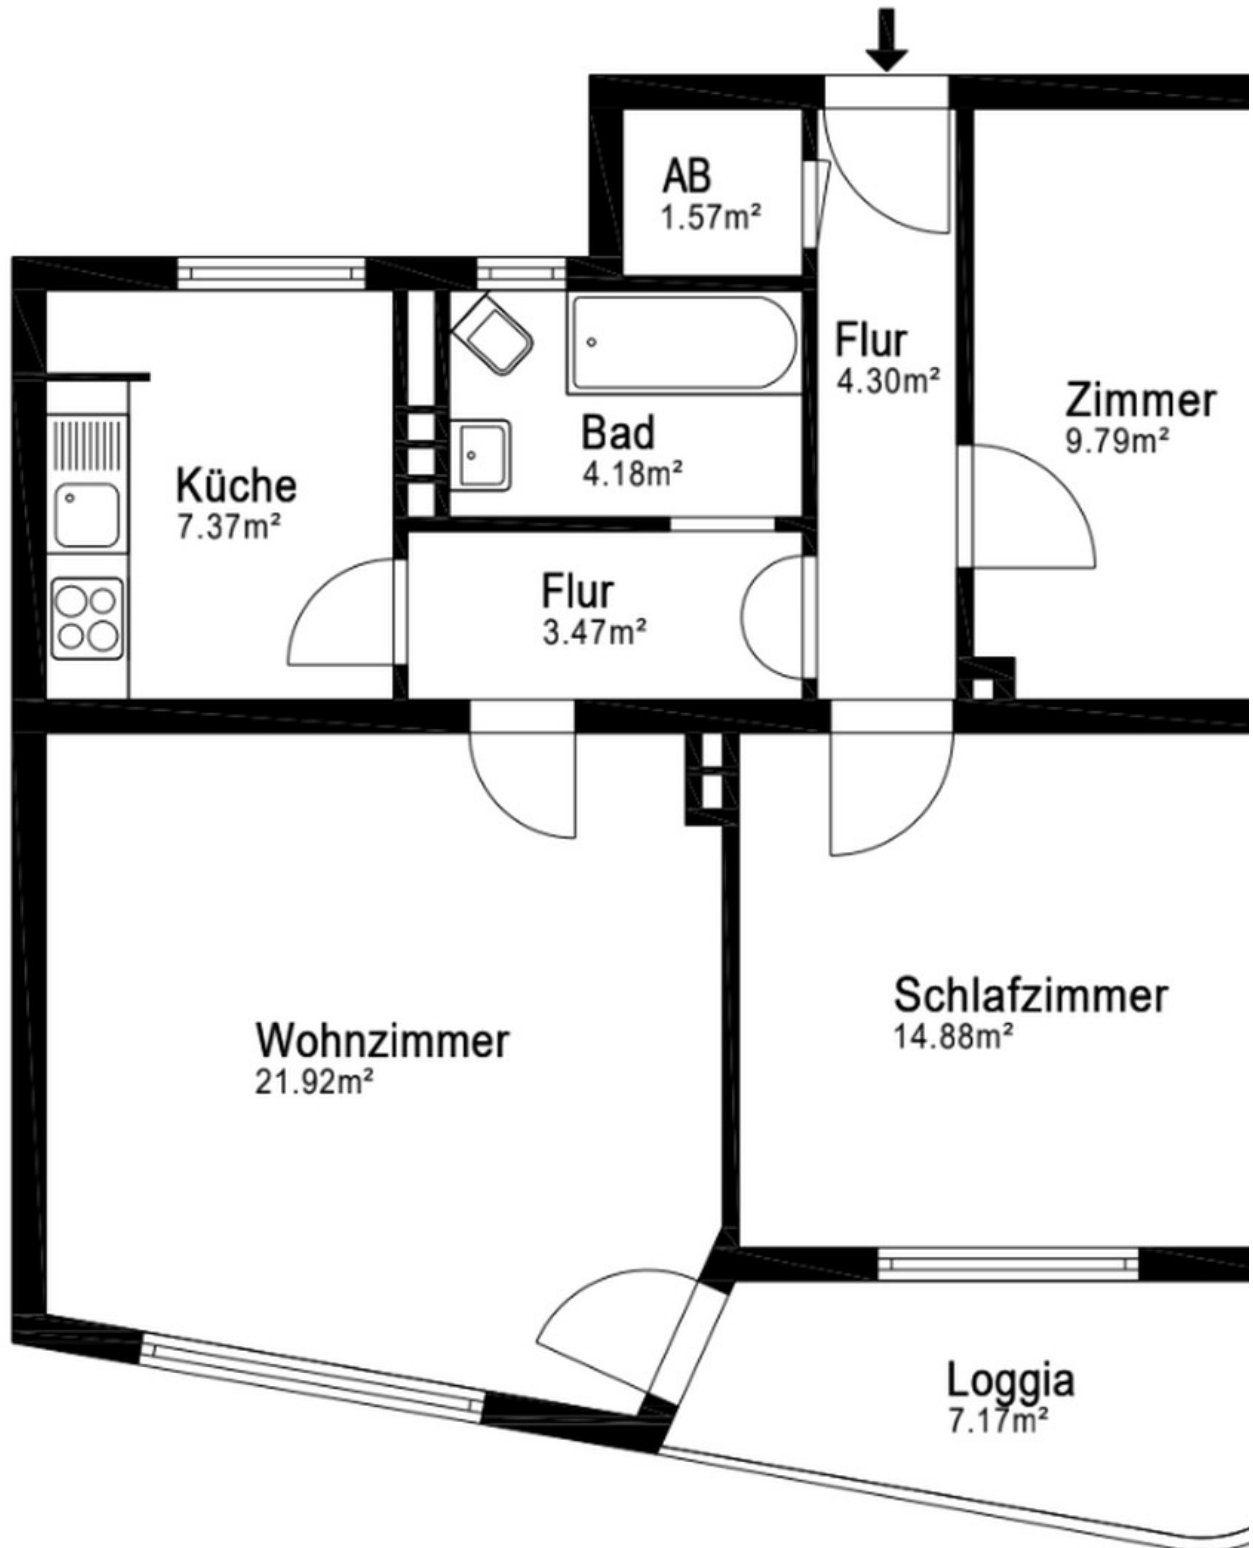 AB
1.57m²
Flur
4.30m²
Zimmer
9.79m²
Bad
4.18m²
Küche
7.37m²
Flur
3.47m²
Schlafzimmer
14.88m²
Wohnzimmer
21.92m²
Loggia
7.17m²